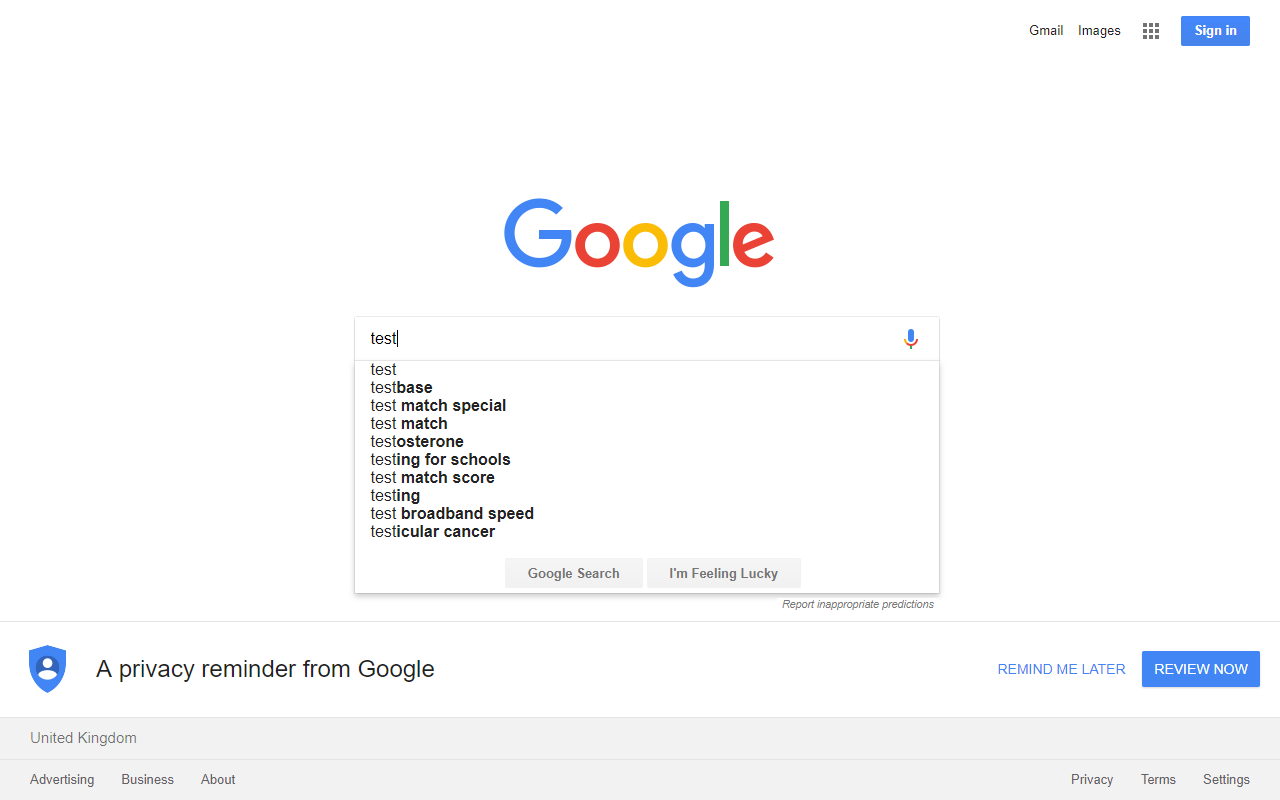 Gmail Images Sign in
Google
test
test
testbase
test match special
test match
testosterone
testing for schools
test match score
testing
test broadband speed
testicular cancer
Google Search I'm Feeling Lucky
Report inappropriate predictions
A privacy reminder from Google REMIND ME LATER REVIEW NOW
United Kingdom
Advertising Business About Privacy Terms Settings